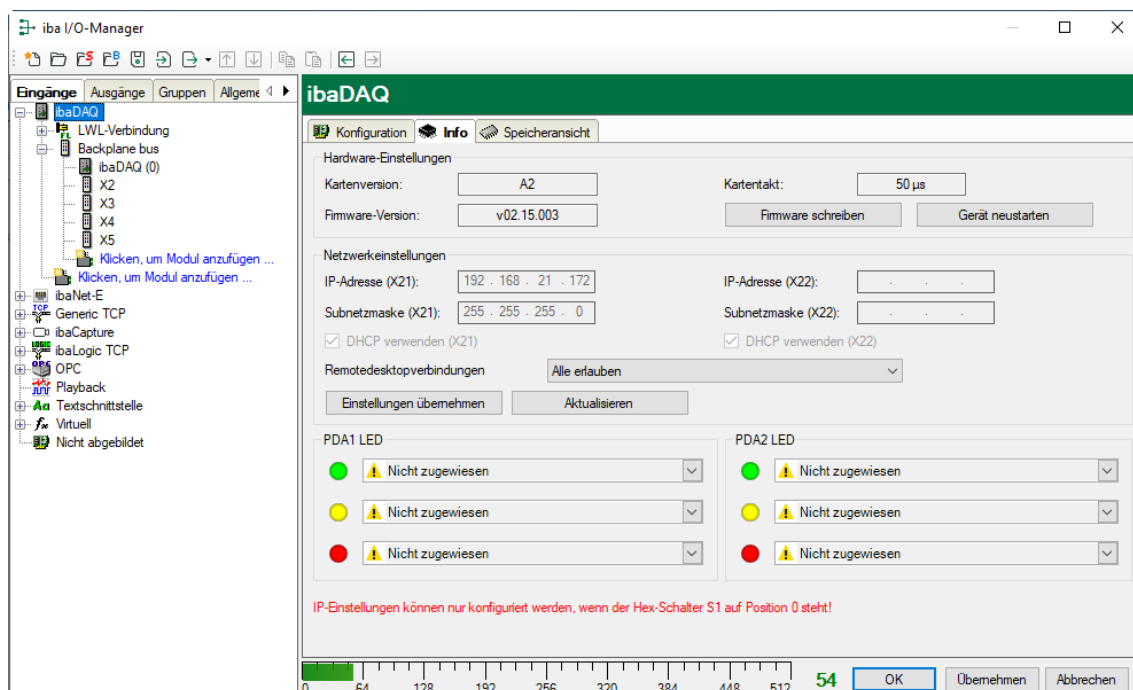 iba I/O-Manager
Eingänge Ausgänge Gruppen Allgeme
ibaDAQ
LWL-Verbindung
Backplane bus
ibaDAQ (0)
X2
X3
X4
X5
Klicken, um Modul anzufügen ...
Klicken, um Modul anzufügen ...
ibaNet-E
Generic TCP
ibaCapture
ibaLogic TCP
OPC
Playback
Textschnittstelle
Virtuell
Nicht abgebildet
ibaDAQ
Konfiguration Info Speicheransicht
Hardware-Einstellungen
Kartenversion: A2 Kartentakt: 50 µs
Firmware-Version: v02.15.003 Firmware schreiben Gerät neustarten
Netzwerkeinstellungen
IP-Adresse (X21): 192 . 168 . 21 . 172 IP-Adresse (X22): . . .
Subnetzmaske (X21): 255 . 255 . 255 . 0 Subnetzmaske (X22): . . .
DHCP verwenden (X21) DHCP verwenden (X22)
Remotedesktopverbindungen Alle erlauben
Einstellungen übernehmen Aktualisieren
PDA1 LED PDA2 LED
Nicht zugewiesen Nicht zugewiesen
Nicht zugewiesen Nicht zugewiesen
Nicht zugewiesen Nicht zugewiesen
IP-Einstellungen können nur konfiguriert werden, wenn der Hex-Schalter S1 auf Position 0 steht!
0 64 128 192 256 320 384 448 512 54 OK Übernehmen Abbrechen